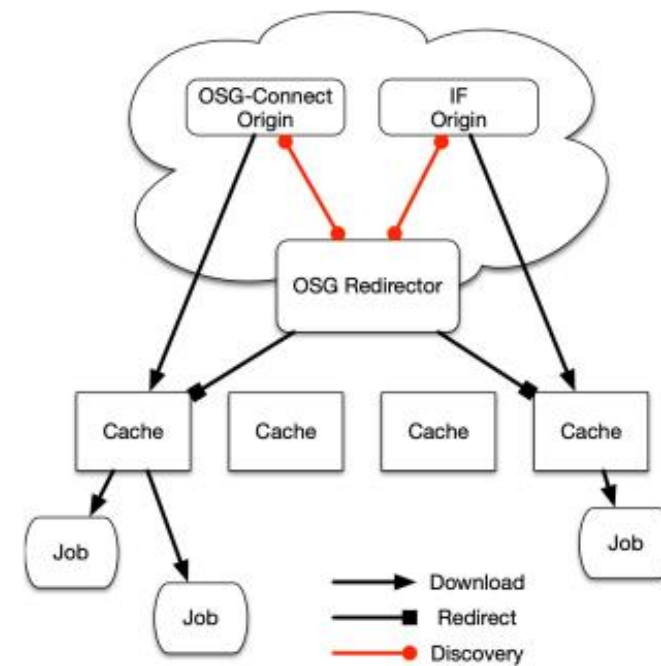 OSG-Connect
Origin
IF
Origin
OSG Redirector
Cache
Cache
Cache
Cache
Job
Job
Job
Download
Redirect
Discovery